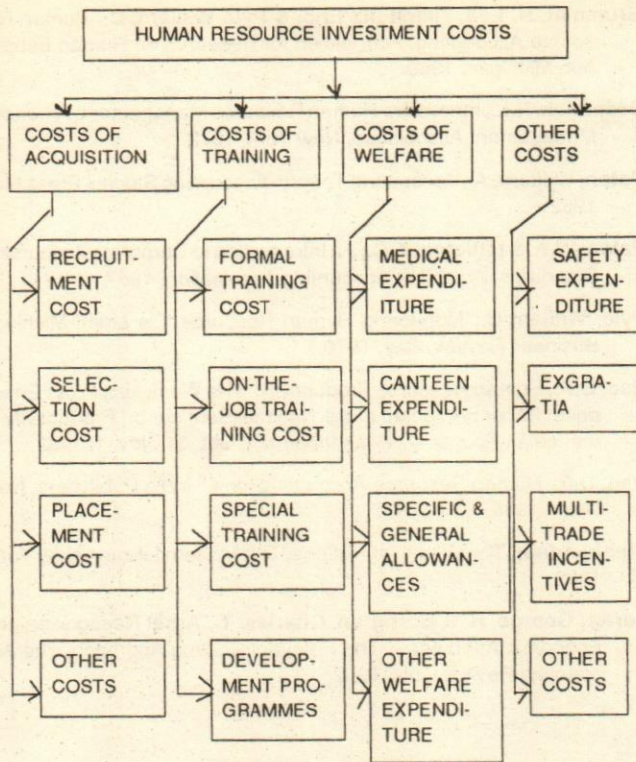 HUMAN RESOURCE INVESTMENT COSTS
COSTS OF
ACQUISITION
COSTS OF
TRAINING
COSTS OF
WELFARE
OTHER
COSTS
RECRUIT-
MENT
COST
FORMAL
TRAINING
COST
MEDICAL
EXPEND-
ITURE
SAFETY
EXPEN-
DITURE
SELECTION
COST
ON-THE-
JOB TRAI-
NING COST
CANTEEN
EXPENDI-
TURE
EXGRA-
TIA
PLACE-
MENT
COST
SPECIAL
TRAINING
COST
SPECIFIC &
GENERAL
ALLOWAN-
CES
MULTI-
TRADE
INCEN-
TIVES
OTHER
COSTS
DEVELOP-
MENT PRO-
GRAMMES
OTHER
WELFARE
EXPENDI-
TURE
OTHER
COSTS